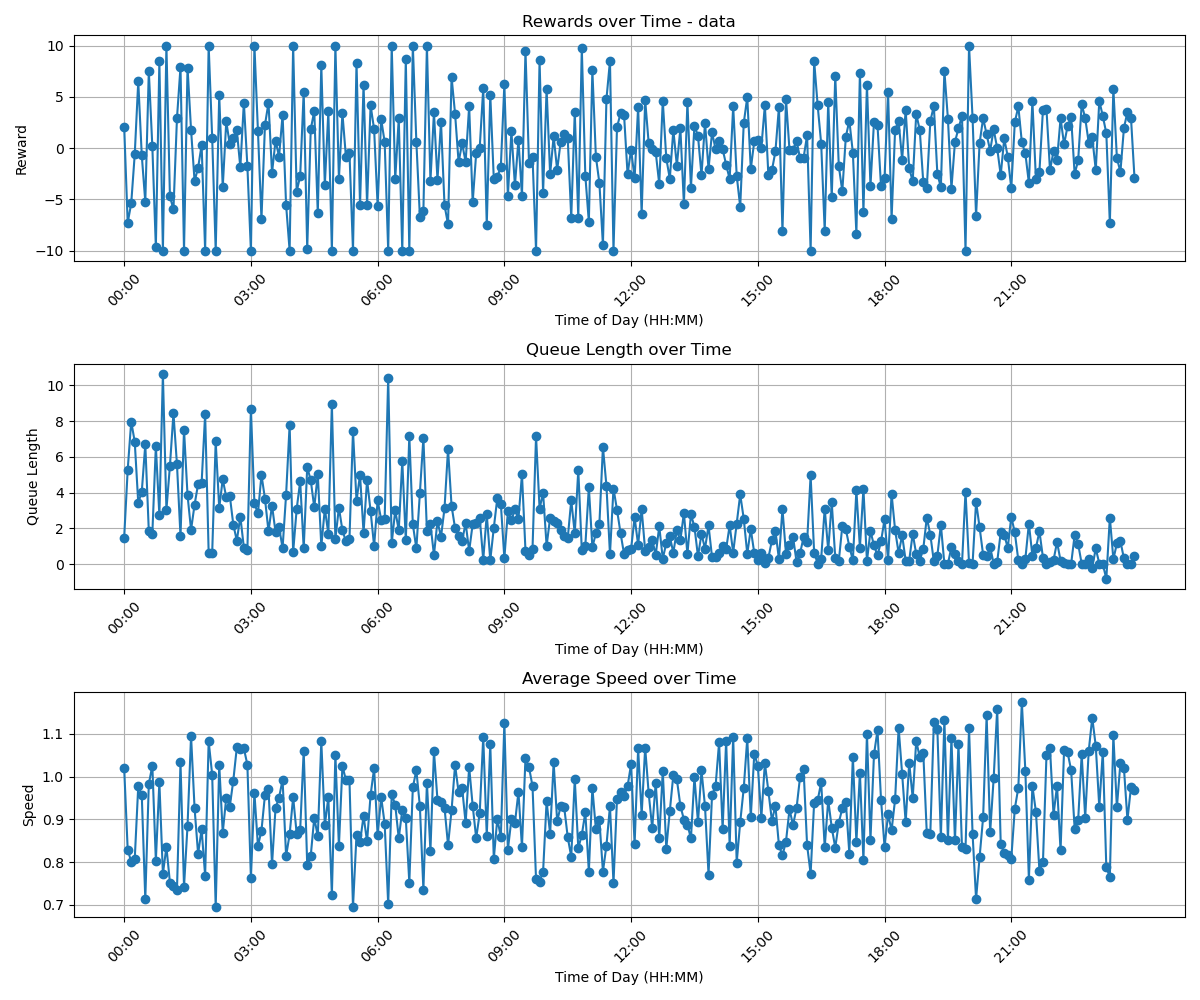 Rewards over Time - data
10
5
0
−5
−10
Reward
00:00 03:00 06:00 09:00 12:00 15:00 18:00 21:00
Time of Day (HH:MM)
Queue Length over Time
10
8
6
4
2
0
Queue Length
00:00 03:00 06:00 09:00 12:00 15:00 18:00 21:00
Time of Day (HH:MM)
Average Speed over Time
1.1
1.0
0.9
0.8
0.7
Speed
00:00 03:00 06:00 09:00 12:00 15:00 18:00 21:00
Time of Day (HH:MM)